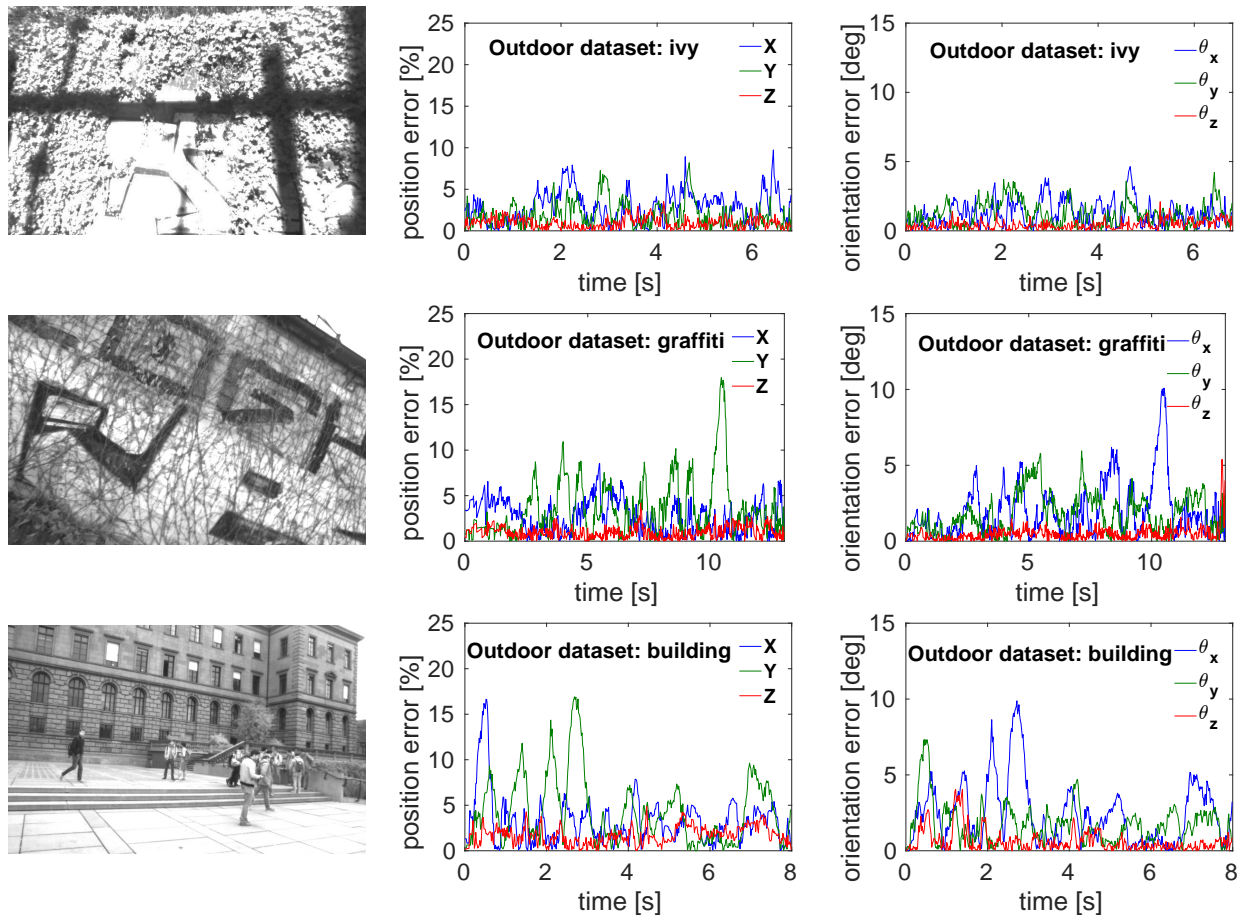 position error [%]
25
20
15
10
5
0
Outdoor dataset: ivy
X
Y
Z
0
2
4
6
time [s]
orientation error [deg]
15
10
5
0
Outdoor dataset: ivy
θx
θy
θz
0
2
4
6
time [s]
position error [%]
25
20
15
10
5
0
Outdoor dataset: graffiti
X
Y
Z
0
5
10
time [s]
orientation error [deg]
15
10
5
0
Outdoor dataset: graffiti
θx
θy
θz
0
5
10
time [s]
position error [%]
25
20
15
10
5
0
Outdoor dataset: building
X
Y
Z
0
2
4
6
8
time [s]
orientation error [deg]
15
10
5
0
Outdoor dataset: building
θx
θy
θz
0
2
4
6
8
time [s]